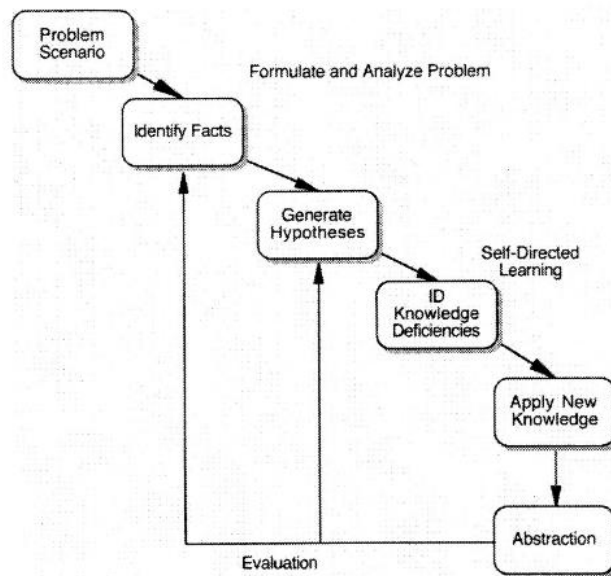 Problem
Scenario
Formulate and Analyze Problem
Identify Facts
Generate
Hypotheses
Self-Directed
Learning
ID
Knowledge
Deficiencies
Apply New
Knowledge
Abstraction
Evaluation